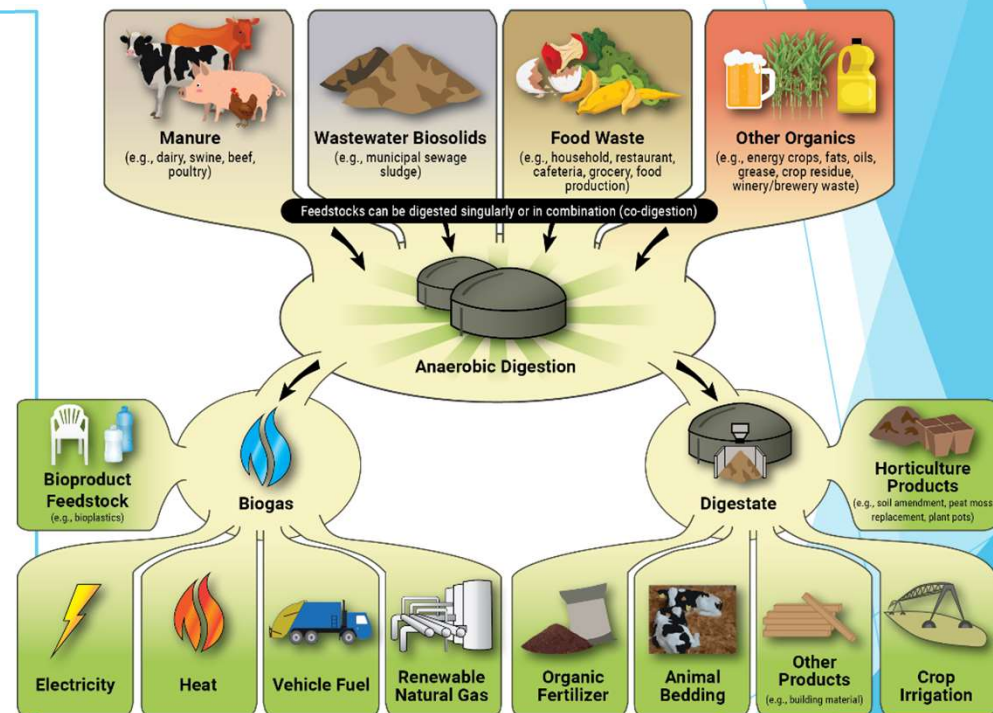 Manure
(e.g., dairy, swine, beef,
poultry)
Wastewater Biosolids
(e.g., municipal sewage
sludge)
Food Waste
(e.g., household, restaurant,
cafeteria, grocery, food
production)
Other Organics
(e.g., energy crops, fats, oils,
grease, crop residue,
winery/brewery waste)
Feedstocks can be digested singularly or in combination (co-digestion)
Anaerobic Digestion
Bioproduct
Feedstock
(e.g., bioplastics)
Biogas
Digestate
Horticulture
Products
(e.g., soil amendment, peat moss
replacement, plant pots)
Electricity
Heat
Vehicle Fuel
Renewable
Natural Gas
Organic
Fertilizer
Animal
Bedding
Other
Products
(e.g., building material)
Crop
Irrigation